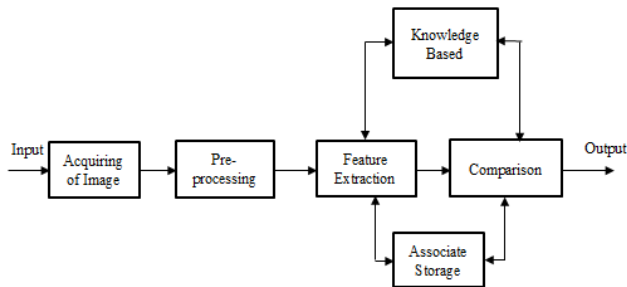 Knowledge
Based
Input
Acquiring
of Image
Pre-
processing
Feature
Extraction
Comparison
Output
Associate
Storage